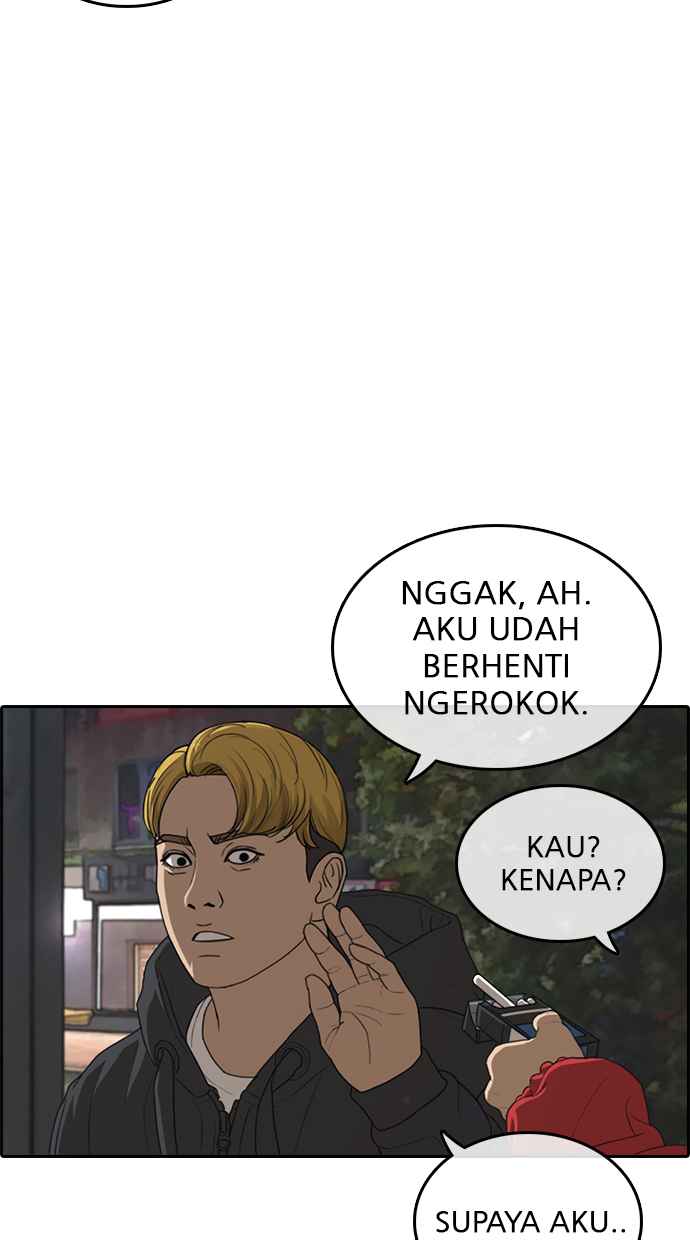 NGGAK, AH.
AKU UDAH
BERHENTI
NGEROKOK.
KAU?
KENAPA?
SUPAYA AKU..